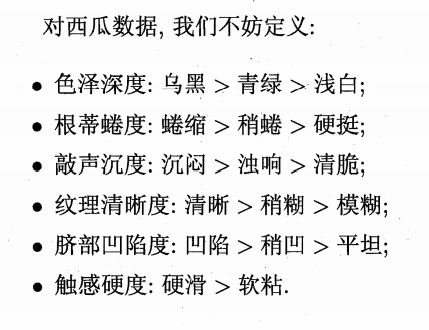 对西瓜数据, 我们不妨定义:
• 色泽深度: 乌黑 > 青绿 > 浅白;
• 根蒂蜷度: 蜷缩 > 稍蜷 > 硬挺;
• 敲声沉度: 沉闷 > 浊响 > 清脆;
• 纹理清晰度: 清晰 > 稍糊 > 模糊;
• 脐部凹陷度: 凹陷 > 稍凹 > 平坦;
• 触感硬度: 硬滑 > 软粘.